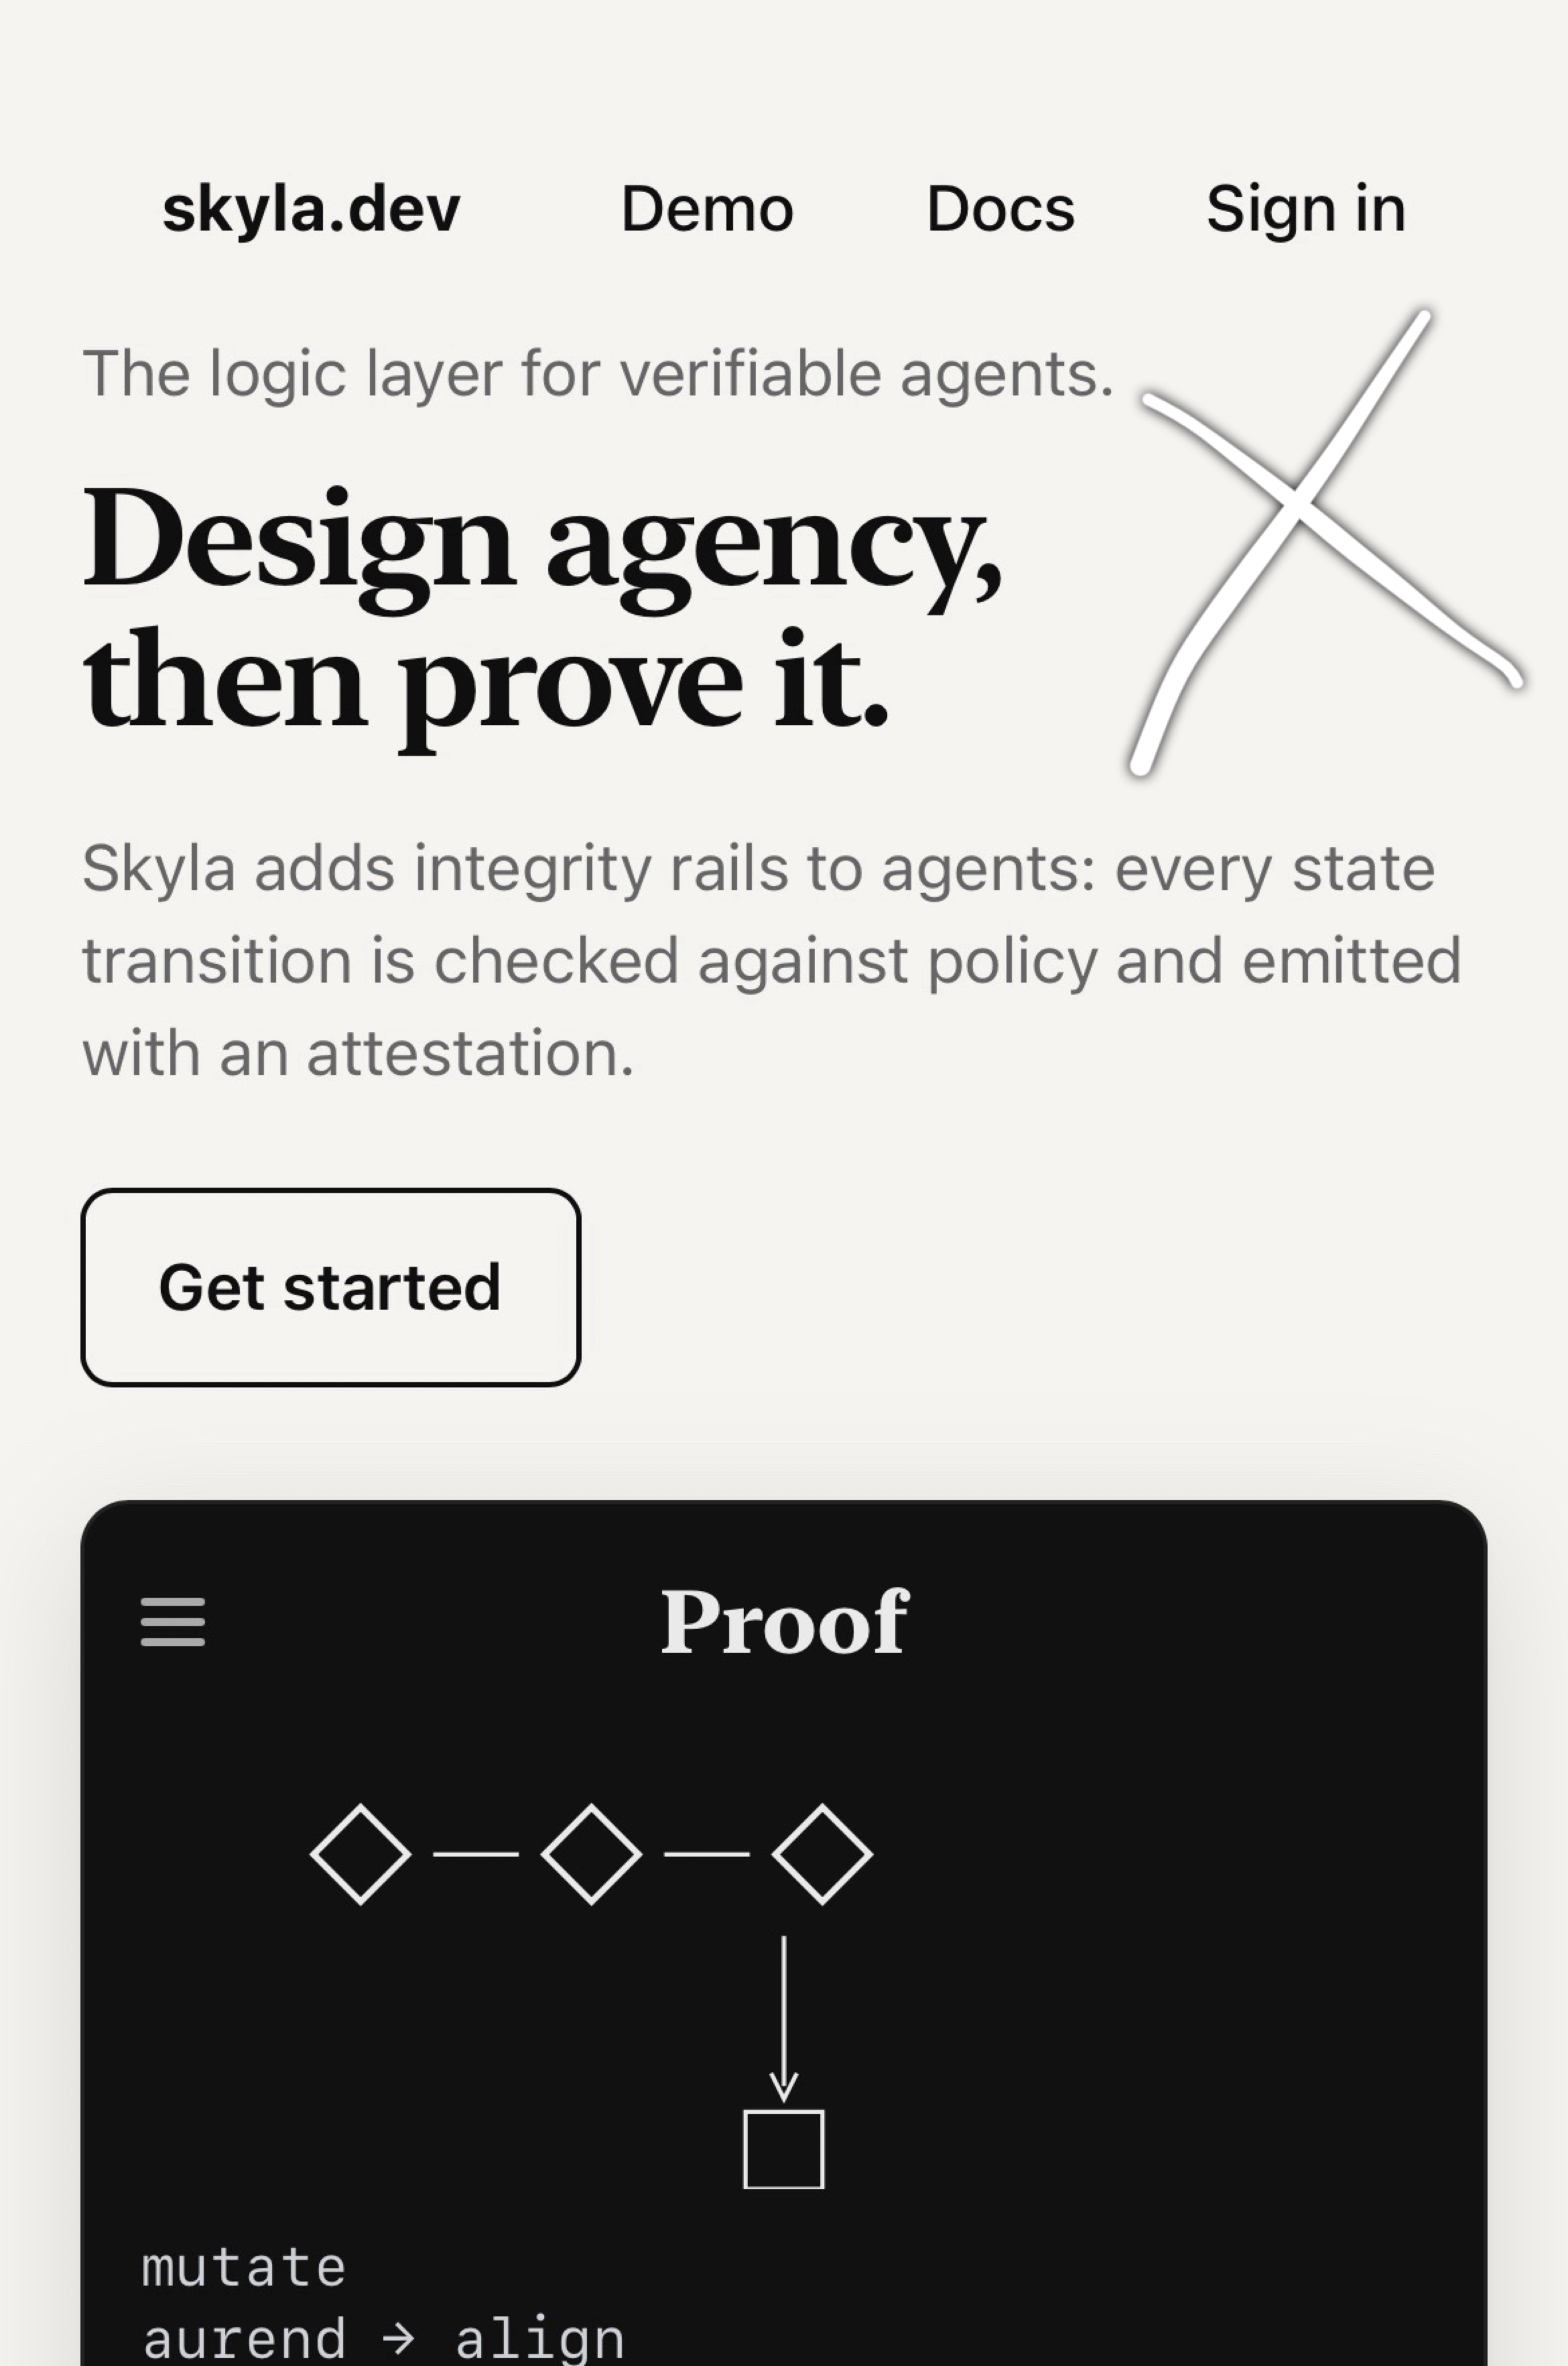 skyla.dev Demo Docs Sign in
The logic layer for verifiable agents.
Design agency,
then prove it.
Skyla adds integrity rails to agents: every state
transition is checked against policy and emitted
with an attestation.
Get started
Proof
mutate
aurend → align